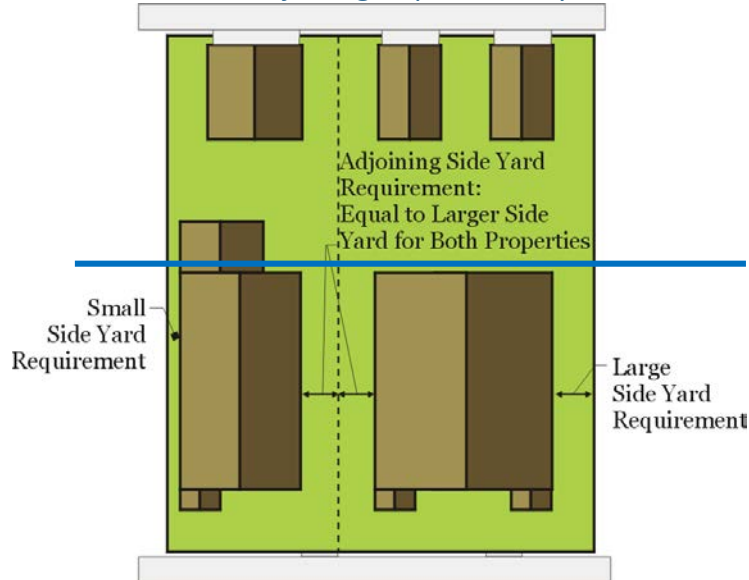 Adjoining Side Yard
Requirement:
Equal to Larger Side
Yard for Both Properties
Small
Side Yard
Requirement
Large
Side Yard
Requirement